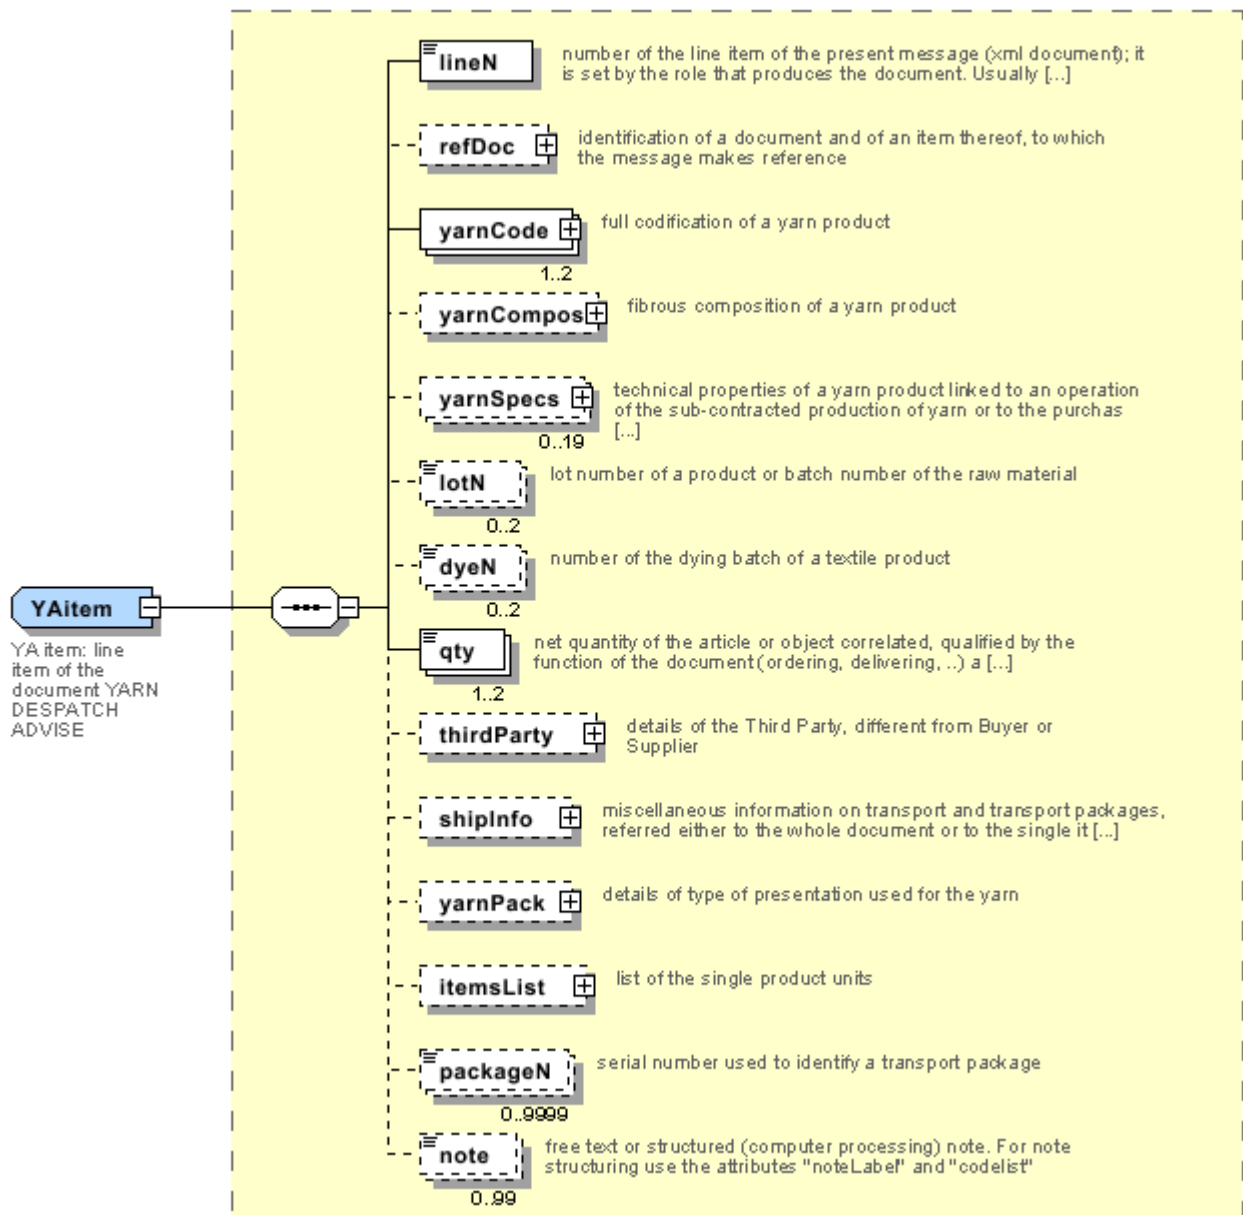 lineN
number of the line item of the present message (xml document); it
is set by the role that produces the document. Usually [...]
refDoc
identification of a document and of an item thereof, to which
the message makes reference
yarnCode
full codification of a yarn product
1..2
yarnCompos
fibrous composition of a yarn product
yarnSpecs
technical properties of a yarn product linked to an operation
of the sub-contracted production of yarn or to the purchas
[...]
0..19
lotN
lot number of a product or batch number of the raw material
0..2
dyeN
number of the dying batch of a textile product
0..2
YAitem
YA item: line
item of the
document YARN
DESPATCH
ADVISE
qty
net quantity of the article or object correlated, qualified by the
function of the document (ordering, delivering, ..) a [...]
1..2
thirdParty
details of the Third Party, different from Buyer or
Supplier
shipInfo
miscellaneous information on transport and transport packages,
referred either to the whole document or to the single it [...]
yarnPack
details of type of presentation used for the yarn
itemsList
list of the single product units
packageN
serial number used to identify a transport package
0..9999
note
free text or structured (computer processing) note. For note
structuring use the attributes "noteLabel" and "codelist"
0..99